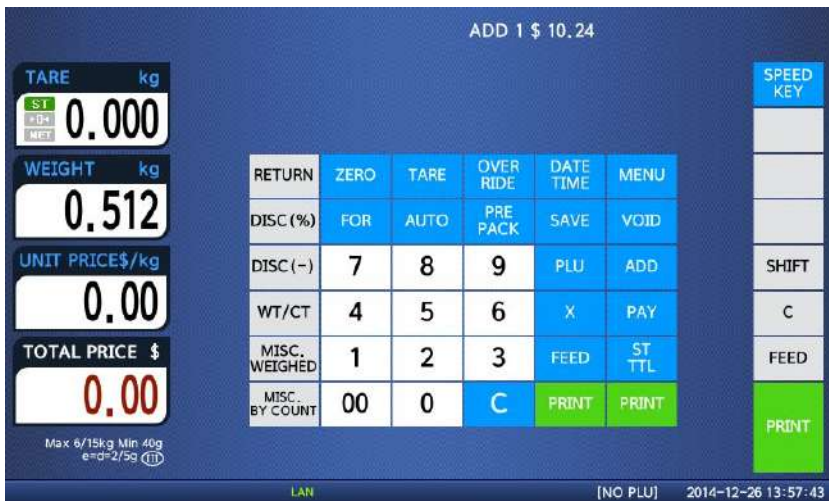 ADD 1 $ 10.24
TARE kg
ST
NET
0.000
WEIGHT kg
0.512
UNIT PRICE$/kg
0.00
TOTAL PRICE $
0.00
Max 6/15kg Min 40g
e=d=2/5g
RETURN ZERO TARE OVER RIDE DATE TIME MENU
DISC(%) FOR AUTO PRE PACK SAVE VOID
DISC(-) 7 8 9 PLU ADD
WT/CT 4 5 6 X PAY
MISC. WEIGHED 1 2 3 FEED ST TTL
MISC. BY COUNT 00 0 C PRINT PRINT
SPEED
KEY
SHIFT
C
FEED
PRINT
LAN
[NO PLU] 2014-12-26 13:57:43